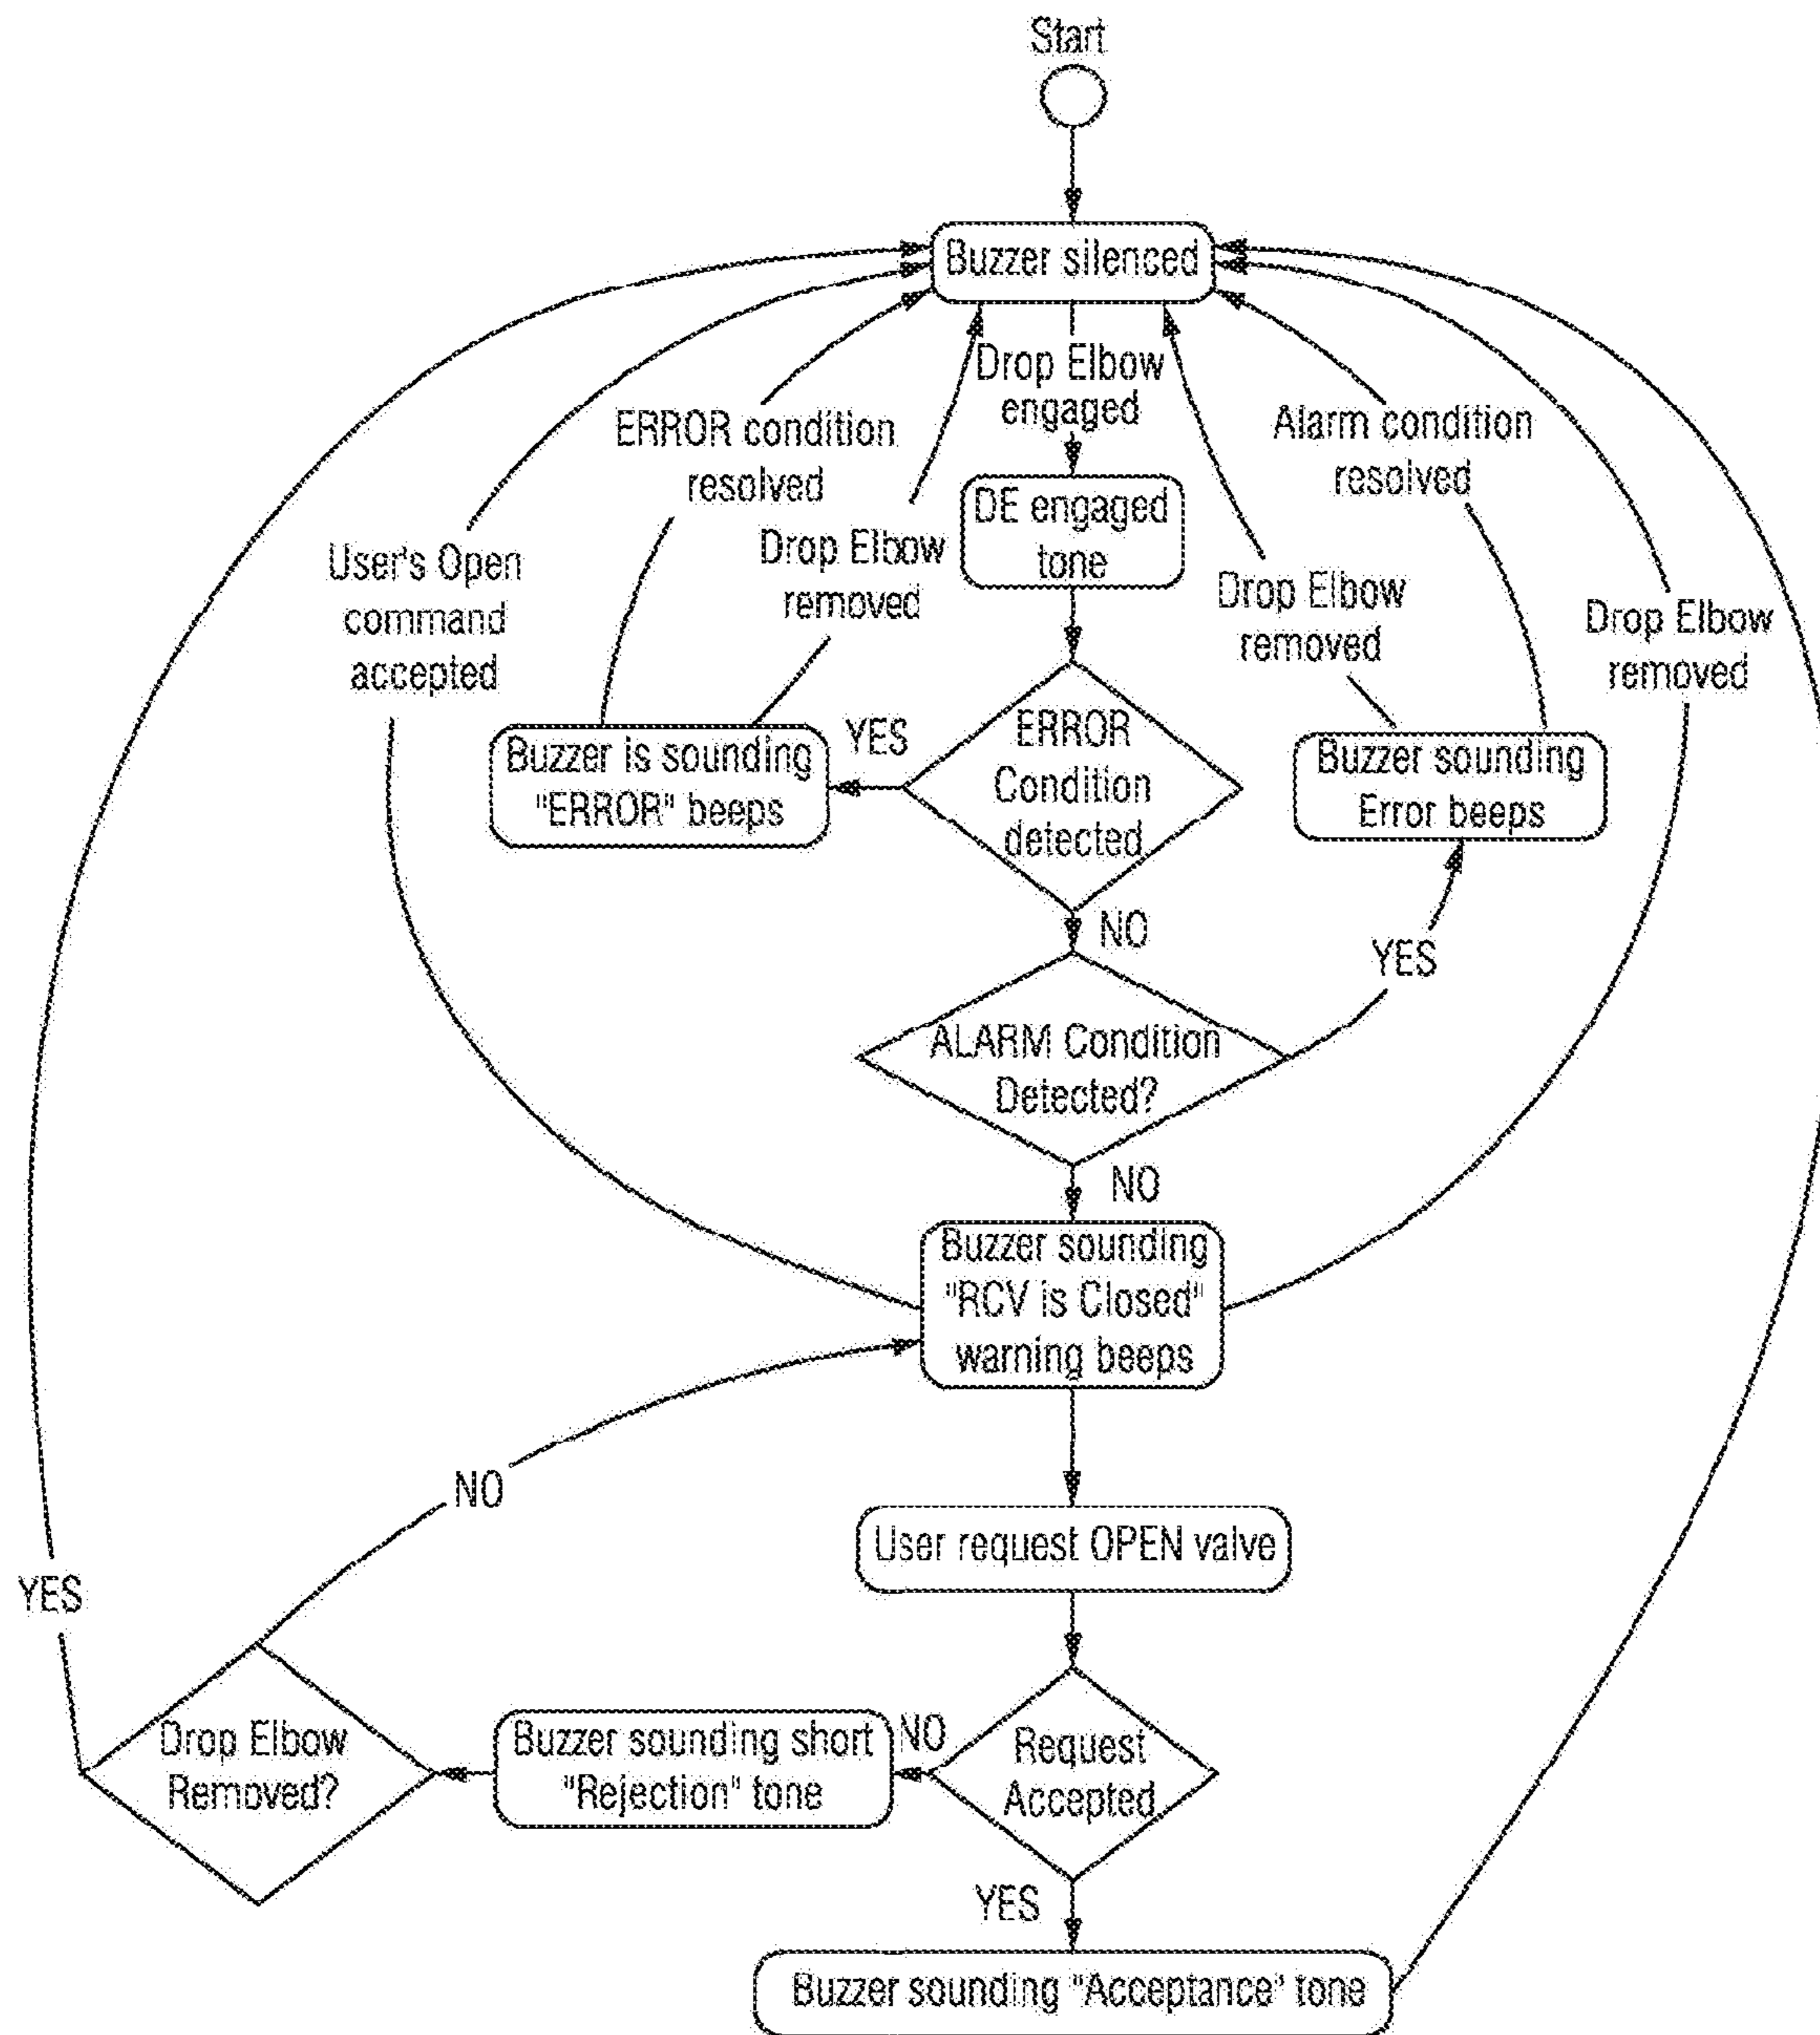 Start
Buzzer silenced
Drop Elbow
engaged
ERROR condition
resolved
Alarm condition
resolved
DE engaged
tone
User's Open
command
accepted
Drop Elbow
removed
Drop Elbow
removed
Drop Elbow
removed
Buzzer is sounding
"ERROR" beeps
YES
ERROR
Condition
detected
Buzzer sounding
Error beeps
NO
YES
ALARM Condition
Detected?
NO
Buzzer sounding
"RCV is Closed"
warning beeps
NO
User request OPEN valve
YES
Drop Elbow
Removed?
Buzzer sounding short
"Rejection" tone
NO
Request
Accepted
YES
Buzzer sounding "Acceptance" tone